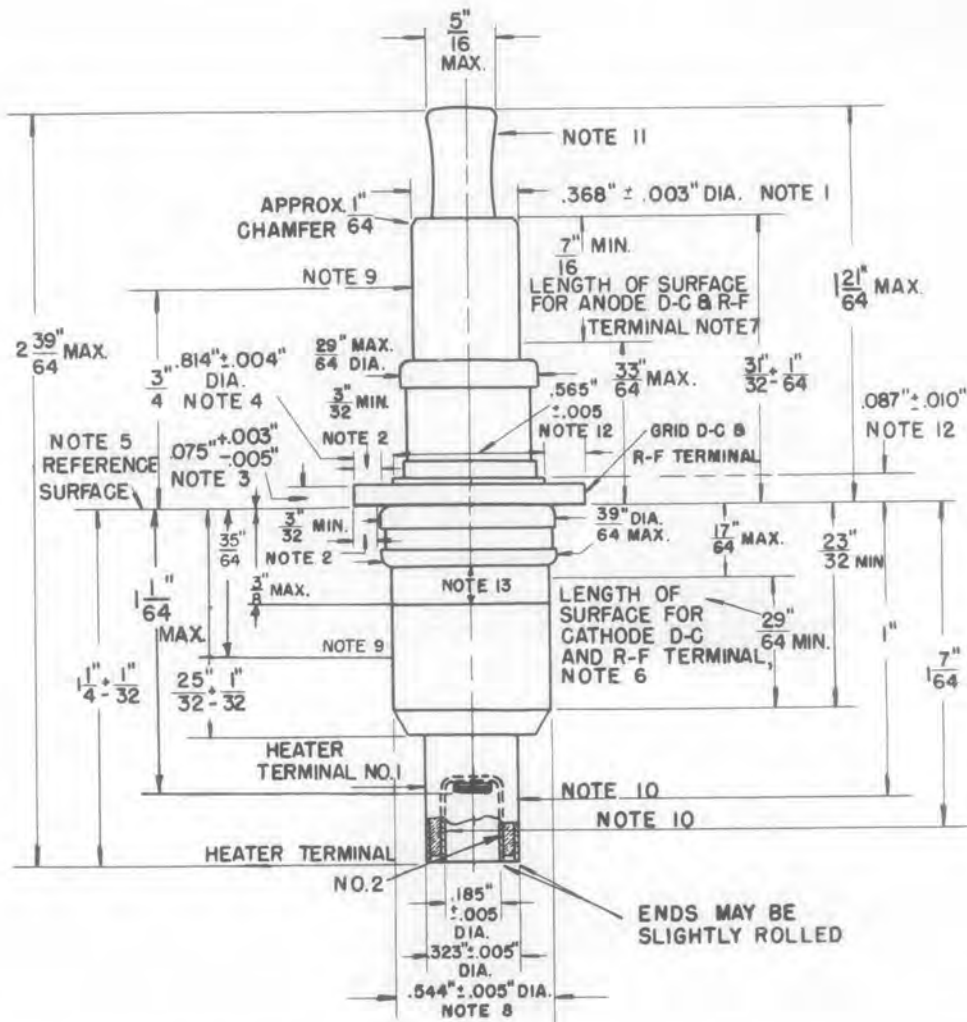 5"
16
MAX.
NOTE 11
.368" ± .003" DIA. NOTE 1
APPROX. 1"
64
CHAMFER
7" MIN.
16
LENGTH OF SURFACE
FOR ANODE D-C & R-F
TERMINAL NOTE 7
1 21" MAX.
64
NOTE 9
2 39" MAX.
64
3"
4
.814" ± .004"
DIA.
NOTE 4
29" MAX.
64 DIA.
3" MIN.
32
33" MAX.
64
31" ± 1"
32 64
.565"
±.005
NOTE 12
.087" ± .010"
NOTE 12
NOTE 5
REFERENCE
SURFACE
.075" +.003"
-.005"
NOTE 3
NOTE 2
GRID D-C &
R-F TERMINAL
3" MIN.
32
NOTE 2
39" DIA.
64 MAX.
17" MAX.
64
23"
32 MIN
35"
64
3" MAX.
8
NOTE 13
1 1"
64
MAX.
LENGTH OF
SURFACE FOR
CATHODE D-C
AND R-F TERMINAL,
NOTE 6
29"
64 MIN.
1"
1 7"
64
NOTE 9
1 1" ± 1"
4 32
25" ± 1"
32 32
HEATER
TERMINAL NO.1
NOTE 10
NOTE 10
HEATER TERMINAL
NO.2
.185"
±.005
DIA.
.323"±.005"
DIA.
.544"±.005" DIA.
NOTE 8
ENDS MAY BE
SLIGHTLY ROLLED